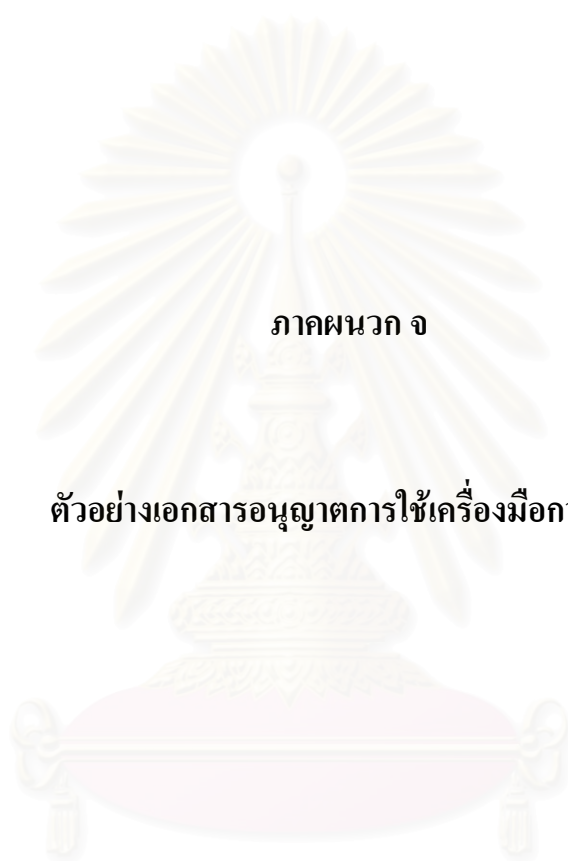 ภาคผนวก จ
ตัวอย่างเอกสารอนุญาตการใช้เครื่องมือกา